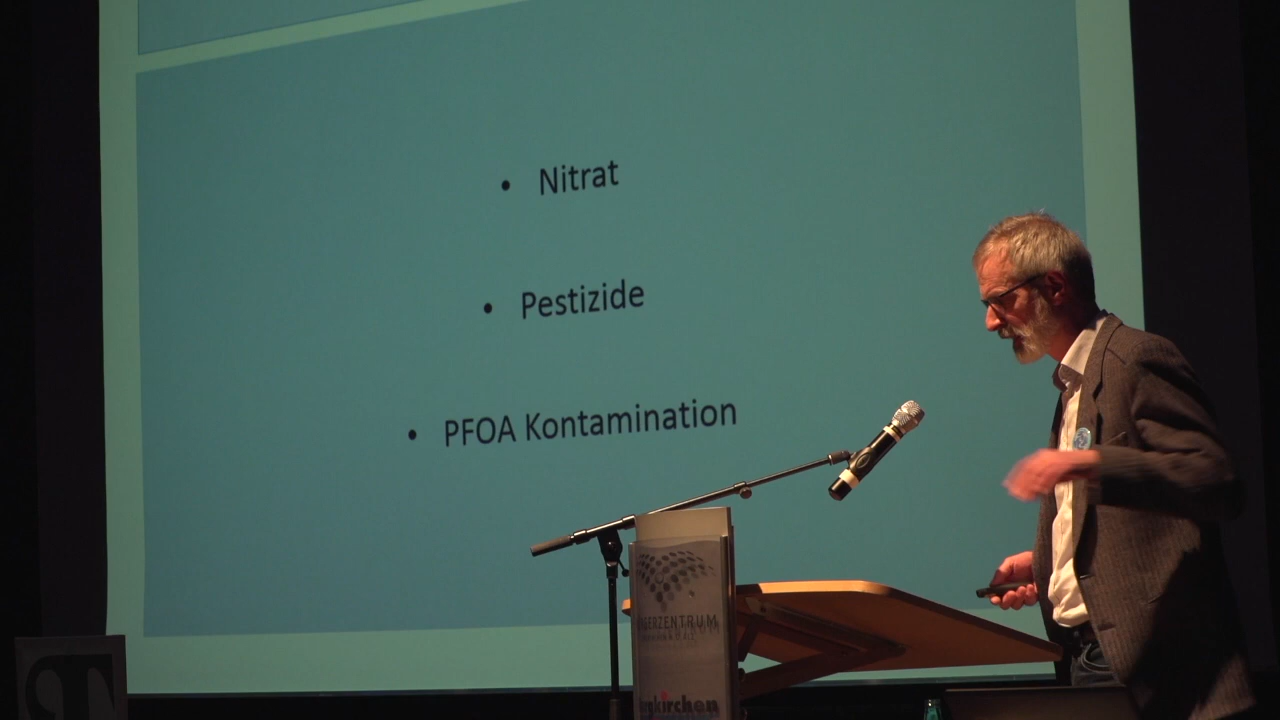 • Nitrat
• Pestizide
• PFOA Kontamination